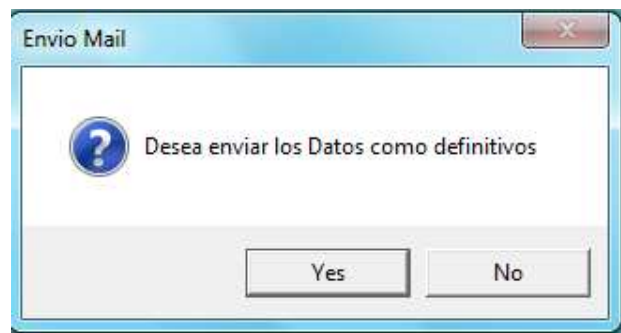 Envio Mail
Desea enviar los Datos como definitivos
Yes
No